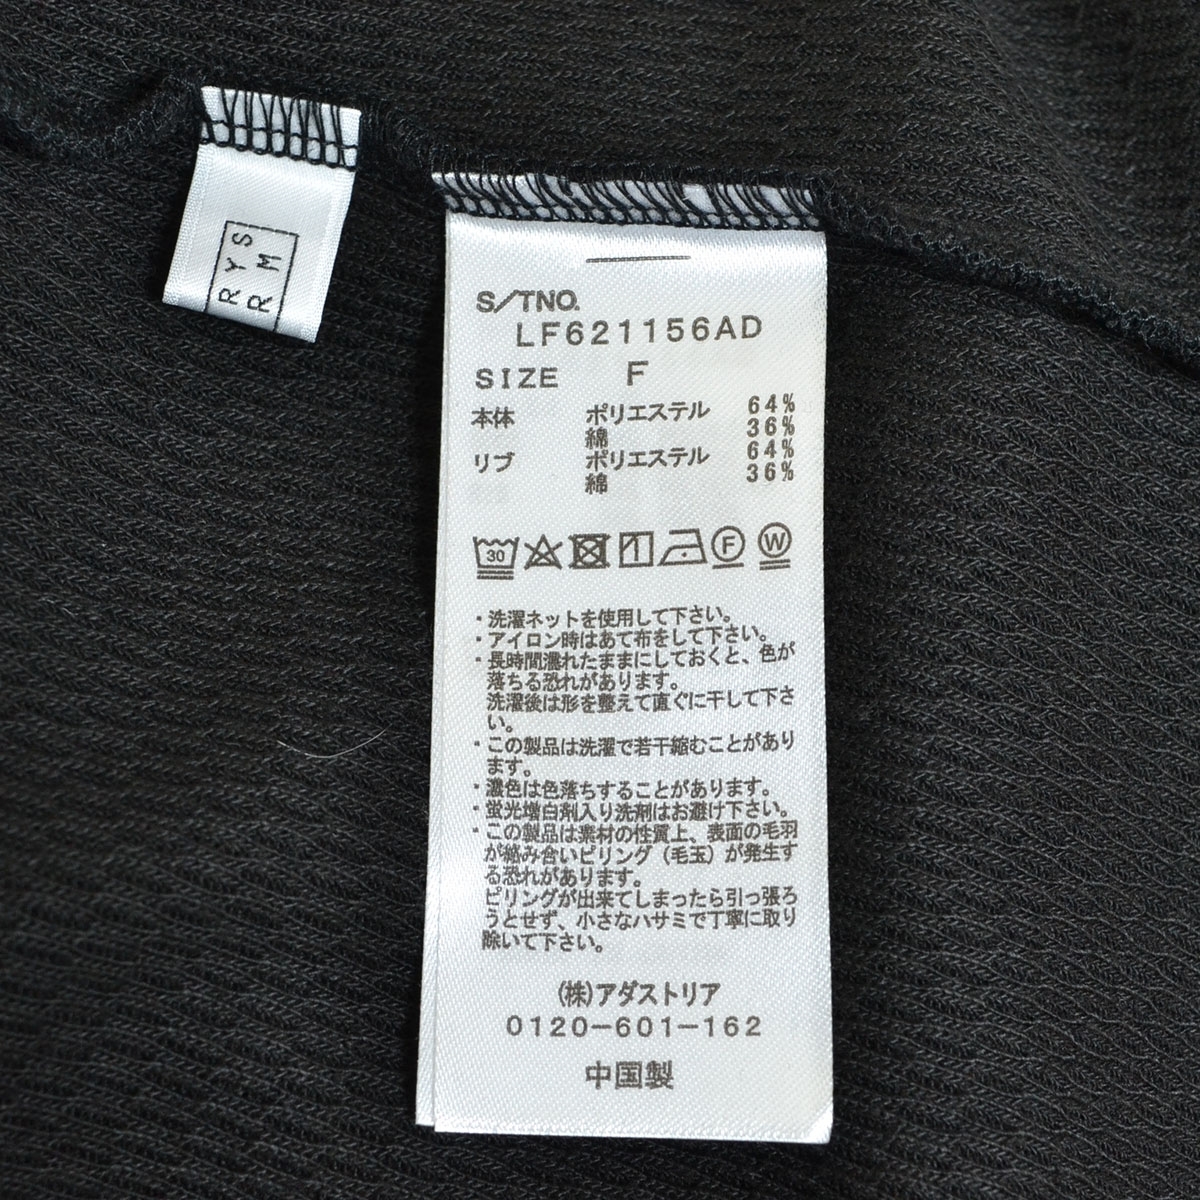 RYS
RM
S/TNO.
LF621156AD
SIZE F
本体 ポリエステル 64%
綿 36%
リブ ポリエステル 64%
綿 36%
30 F W
・洗濯ネットを使用して下さい。
・アイロン時はあて布をして下さい。
・長時間濡れたままにしておくと、色が
落ちる恐れがあります。
洗濯後は形を整えて直ぐに干して下さ
い。
・この製品は洗濯で若干縮むことがあり
ます。
・濃色は色落ちすることがあります。
・蛍光増白剤入り洗剤はお避け下さい。
・この製品は素材の性質上、表面の毛羽
が絡み合いピリング（毛玉）が発生す
る恐れがあります。
ピリングが出来てしまったら引っ張ろ
うとせず、小さなハサミで丁寧に取り
除いて下さい。
(株)アダストリア
0120-601-162
中国製